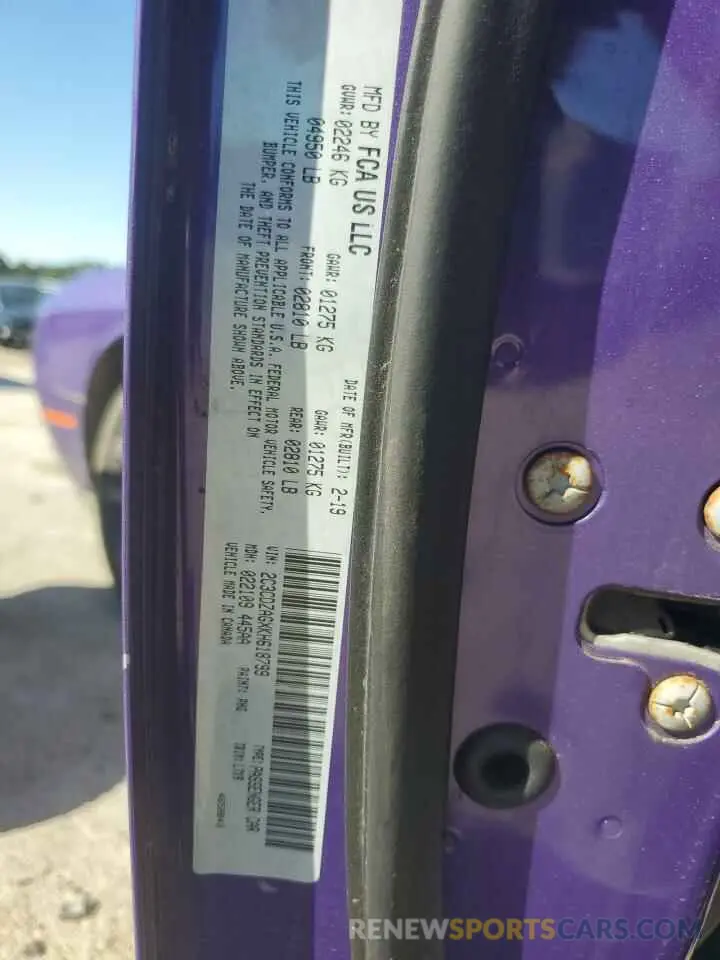 MFD BY FCA US LLC
DATE OF MFR(BUILT): 2-19
GVWR: 02246 KG
GAWR: 01275 KG
GAWR: 01275 KG
04950 LB
FRONT: 02810 LB
REAR: 02810 LB
THIS VEHICLE CONFORMS TO ALL APPLICABLE U.S.A. FEDERAL MOTOR VEHICLE SAFETY,
BUMPER, AND THEFT PREVENTION STANDARDS IN EFFECT ON
THE DATE OF MANUFACTURE SHOWN ABOVE.
VIN: 2C3CDZAGXKH618799
TYPE: PASSENGER CAR
MDH: 022109 445AA
PAINT: PHG
VEHICLE MADE IN CANADA
RENEWSPORTSCARS.COM